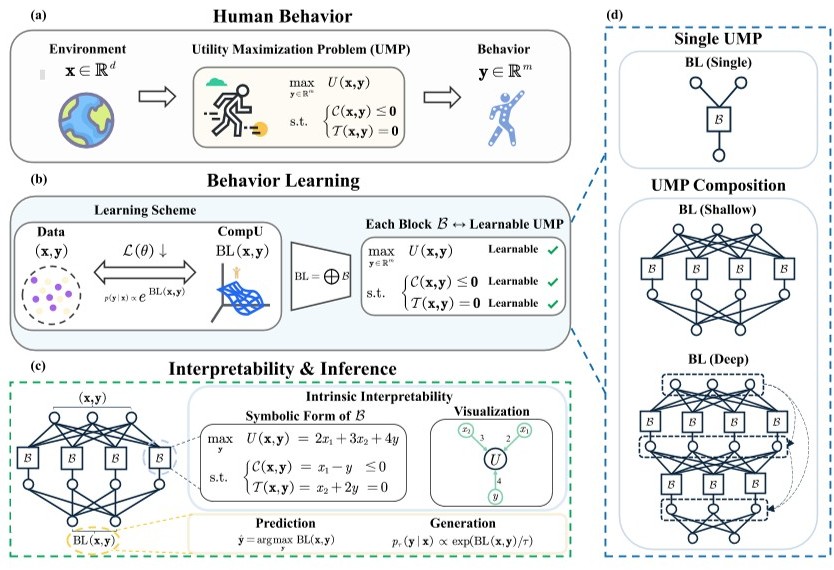 (a)
Human Behavior
Environment
x ∈ ℝ^d
Utility Maximization Problem (UMP)
max U(x,y)
y∈ℝ^m
s.t. { C(x,y) ≤ 0
T(x,y) = 0
Behavior
y ∈ ℝ^m
(b)
Behavior Learning
Learning Scheme
Data
(x,y)
ℒ(θ) ↓
p(y|x) ∝ e^BL(x,y)
CompU
BL(x,y)
BL = ⊕ B
Each Block B ↔ Learnable UMP
max U(x,y) Learnable ✓
y∈ℝ^m
s.t. { C(x,y) ≤ 0 Learnable ✓
T(x,y) = 0 Learnable ✓
(c)
Interpretability & Inference
(x,y)
B B B B
BL(x,y)
Intrinsic Interpretability
Symbolic Form of B
max U(x,y) = 2x₁ + 3x₂ + 4y
y
s.t. { C(x,y) = x₁ − y ≤ 0
T(x,y) = x₂ + 2y = 0
Visualization
x₂ x₁
3 2
U
4
y
Prediction
ŷ = argmax BL(x,y)
y
Generation
p_τ(y | x) ∝ exp(BL(x,y)/τ)
(d)
Single UMP
BL (Single)
B
UMP Composition
BL (Shallow)
B B B B
BL (Deep)
B B B B
B B B